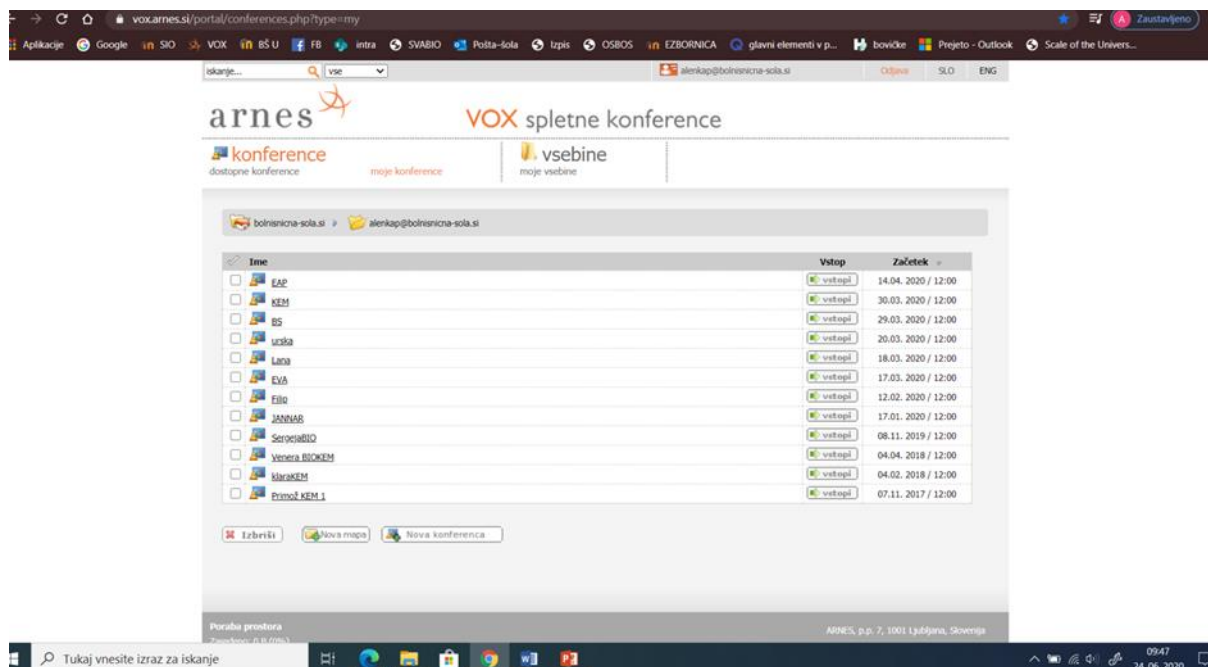 vox.arnes.si/portal/conferences.php?type=my
A Zaustavljeno
Aplikacije Google SIO VOX BŠ U FB intra SVABIO Pošta-šola Izpis OSBOS EZBORNICA glavni elementi v p... bovičke Prejeto - Outlook Scale of the Univers...
iskanje... vse alenkap@bolnisnicna-sola.si Odjava SLO ENG
arnes VOX spletne konference
konference vsebine
dostopne konference moje konference moje vsebine
bolnisnicna-sola.si alenkap@bolnisnicna-sola.si
Ime Vstop Začetek
EAP vstopi 14.04. 2020 / 12:00
KEM vstopi 30.03. 2020 / 12:00
BS vstopi 29.03. 2020 / 12:00
urska vstopi 20.03. 2020 / 12:00
Lana vstopi 18.03. 2020 / 12:00
EVA vstopi 17.03. 2020 / 12:00
Filip vstopi 12.02. 2020 / 12:00
JANNAR vstopi 17.01. 2020 / 12:00
SergejaBIO vstopi 08.11. 2019 / 12:00
Venera BIOKEM vstopi 04.04. 2018 / 12:00
klaraKEM vstopi 04.02. 2018 / 12:00
Primož KEM 1 vstopi 07.11. 2017 / 12:00
Izbriši Nova mapa Nova konferenca
Poraba prostora ARNES, p.p. 7, 1001 Ljubljana, Slovenija
Zasedeno: 0 B (0%)
Tukaj vnesite izraz za iskanje 09:47
24.06.2020